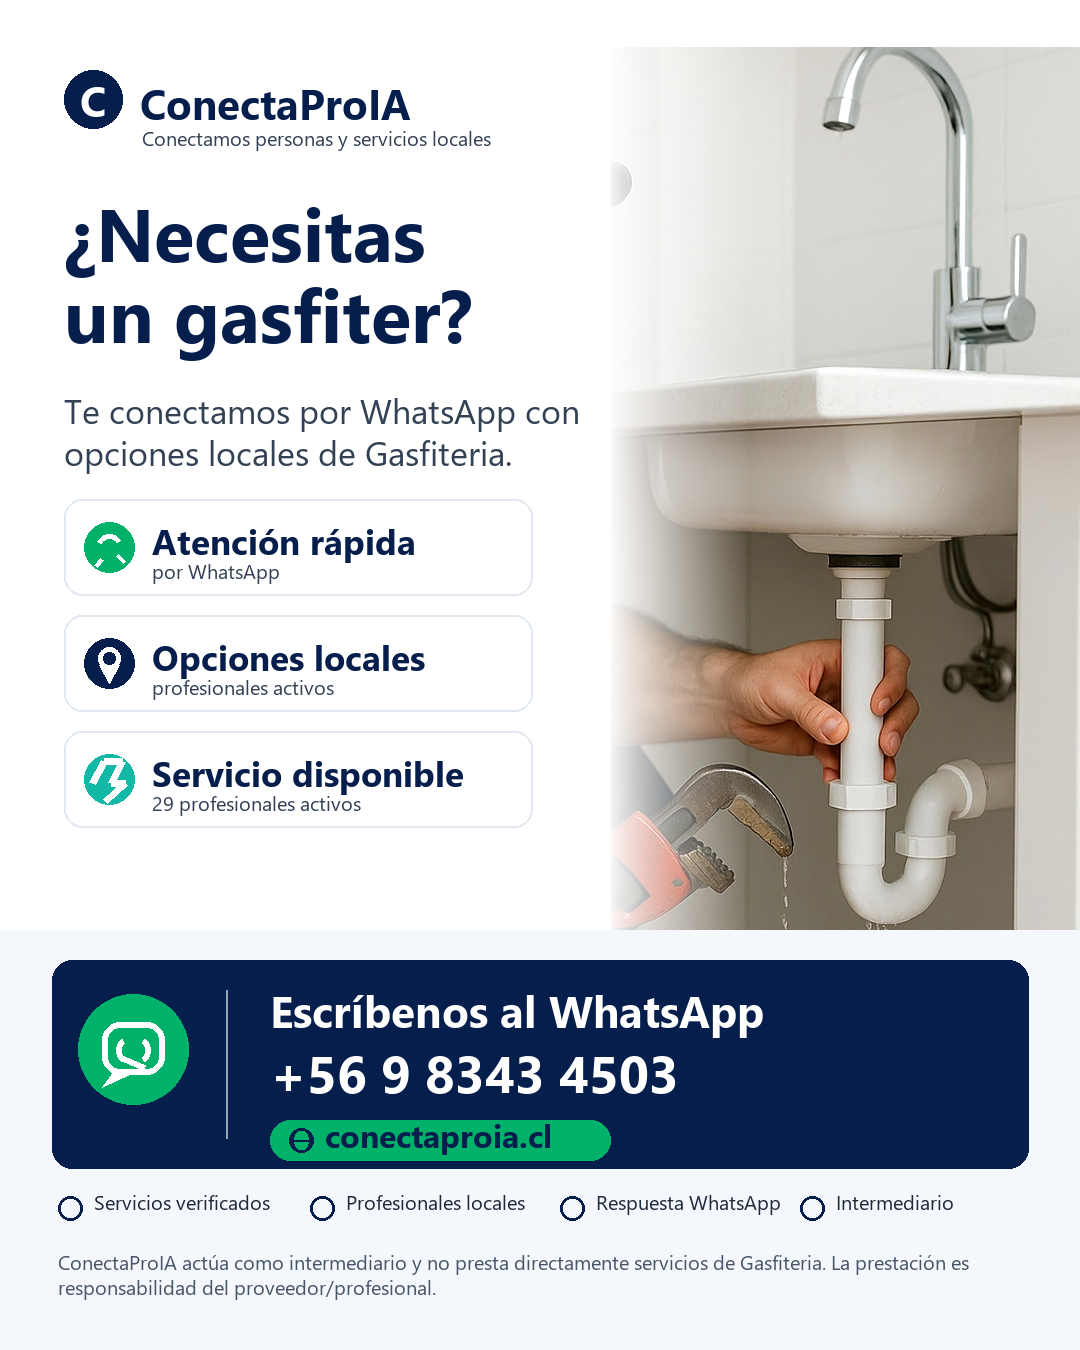 C ConectaProIA
Conectamos personas y servicios locales
¿Necesitas
un gasfiter?
Te conectamos por WhatsApp con
opciones locales de Gasfiteria.
Atención rápida
por WhatsApp
Opciones locales
profesionales activos
Servicio disponible
29 profesionales activos
Escríbenos al WhatsApp
+56 9 8343 4503
conectaproia.cl
Servicios verificados Profesionales locales Respuesta WhatsApp Intermediario
ConectaProIA actúa como intermediario y no presta directamente servicios de Gasfiteria. La prestación es
responsabilidad del proveedor/profesional.